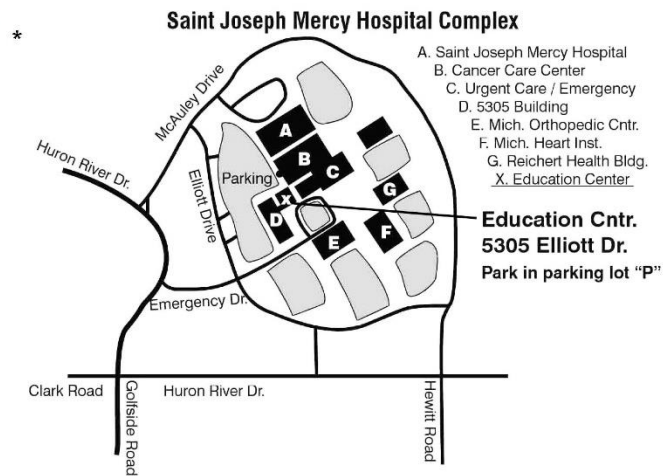 Saint Joseph Mercy Hospital Complex
*
A. Saint Joseph Mercy Hospital
B. Cancer Care Center
C. Urgent Care / Emergency
D. 5305 Building
E. Mich. Orthopedic Cntr.
F. Mich. Heart Inst.
G. Reichert Health Bldg.
X. Education Center
McAuley Drive
Huron River Dr.
Elliott Drive
Parking
A
B
C
X
D
G
E
F
Education Cntr.
5305 Elliott Dr.
Park in parking lot “P”
Emergency Dr.
Clark Road
Huron River Dr.
Golfside Road
Hewitt Road